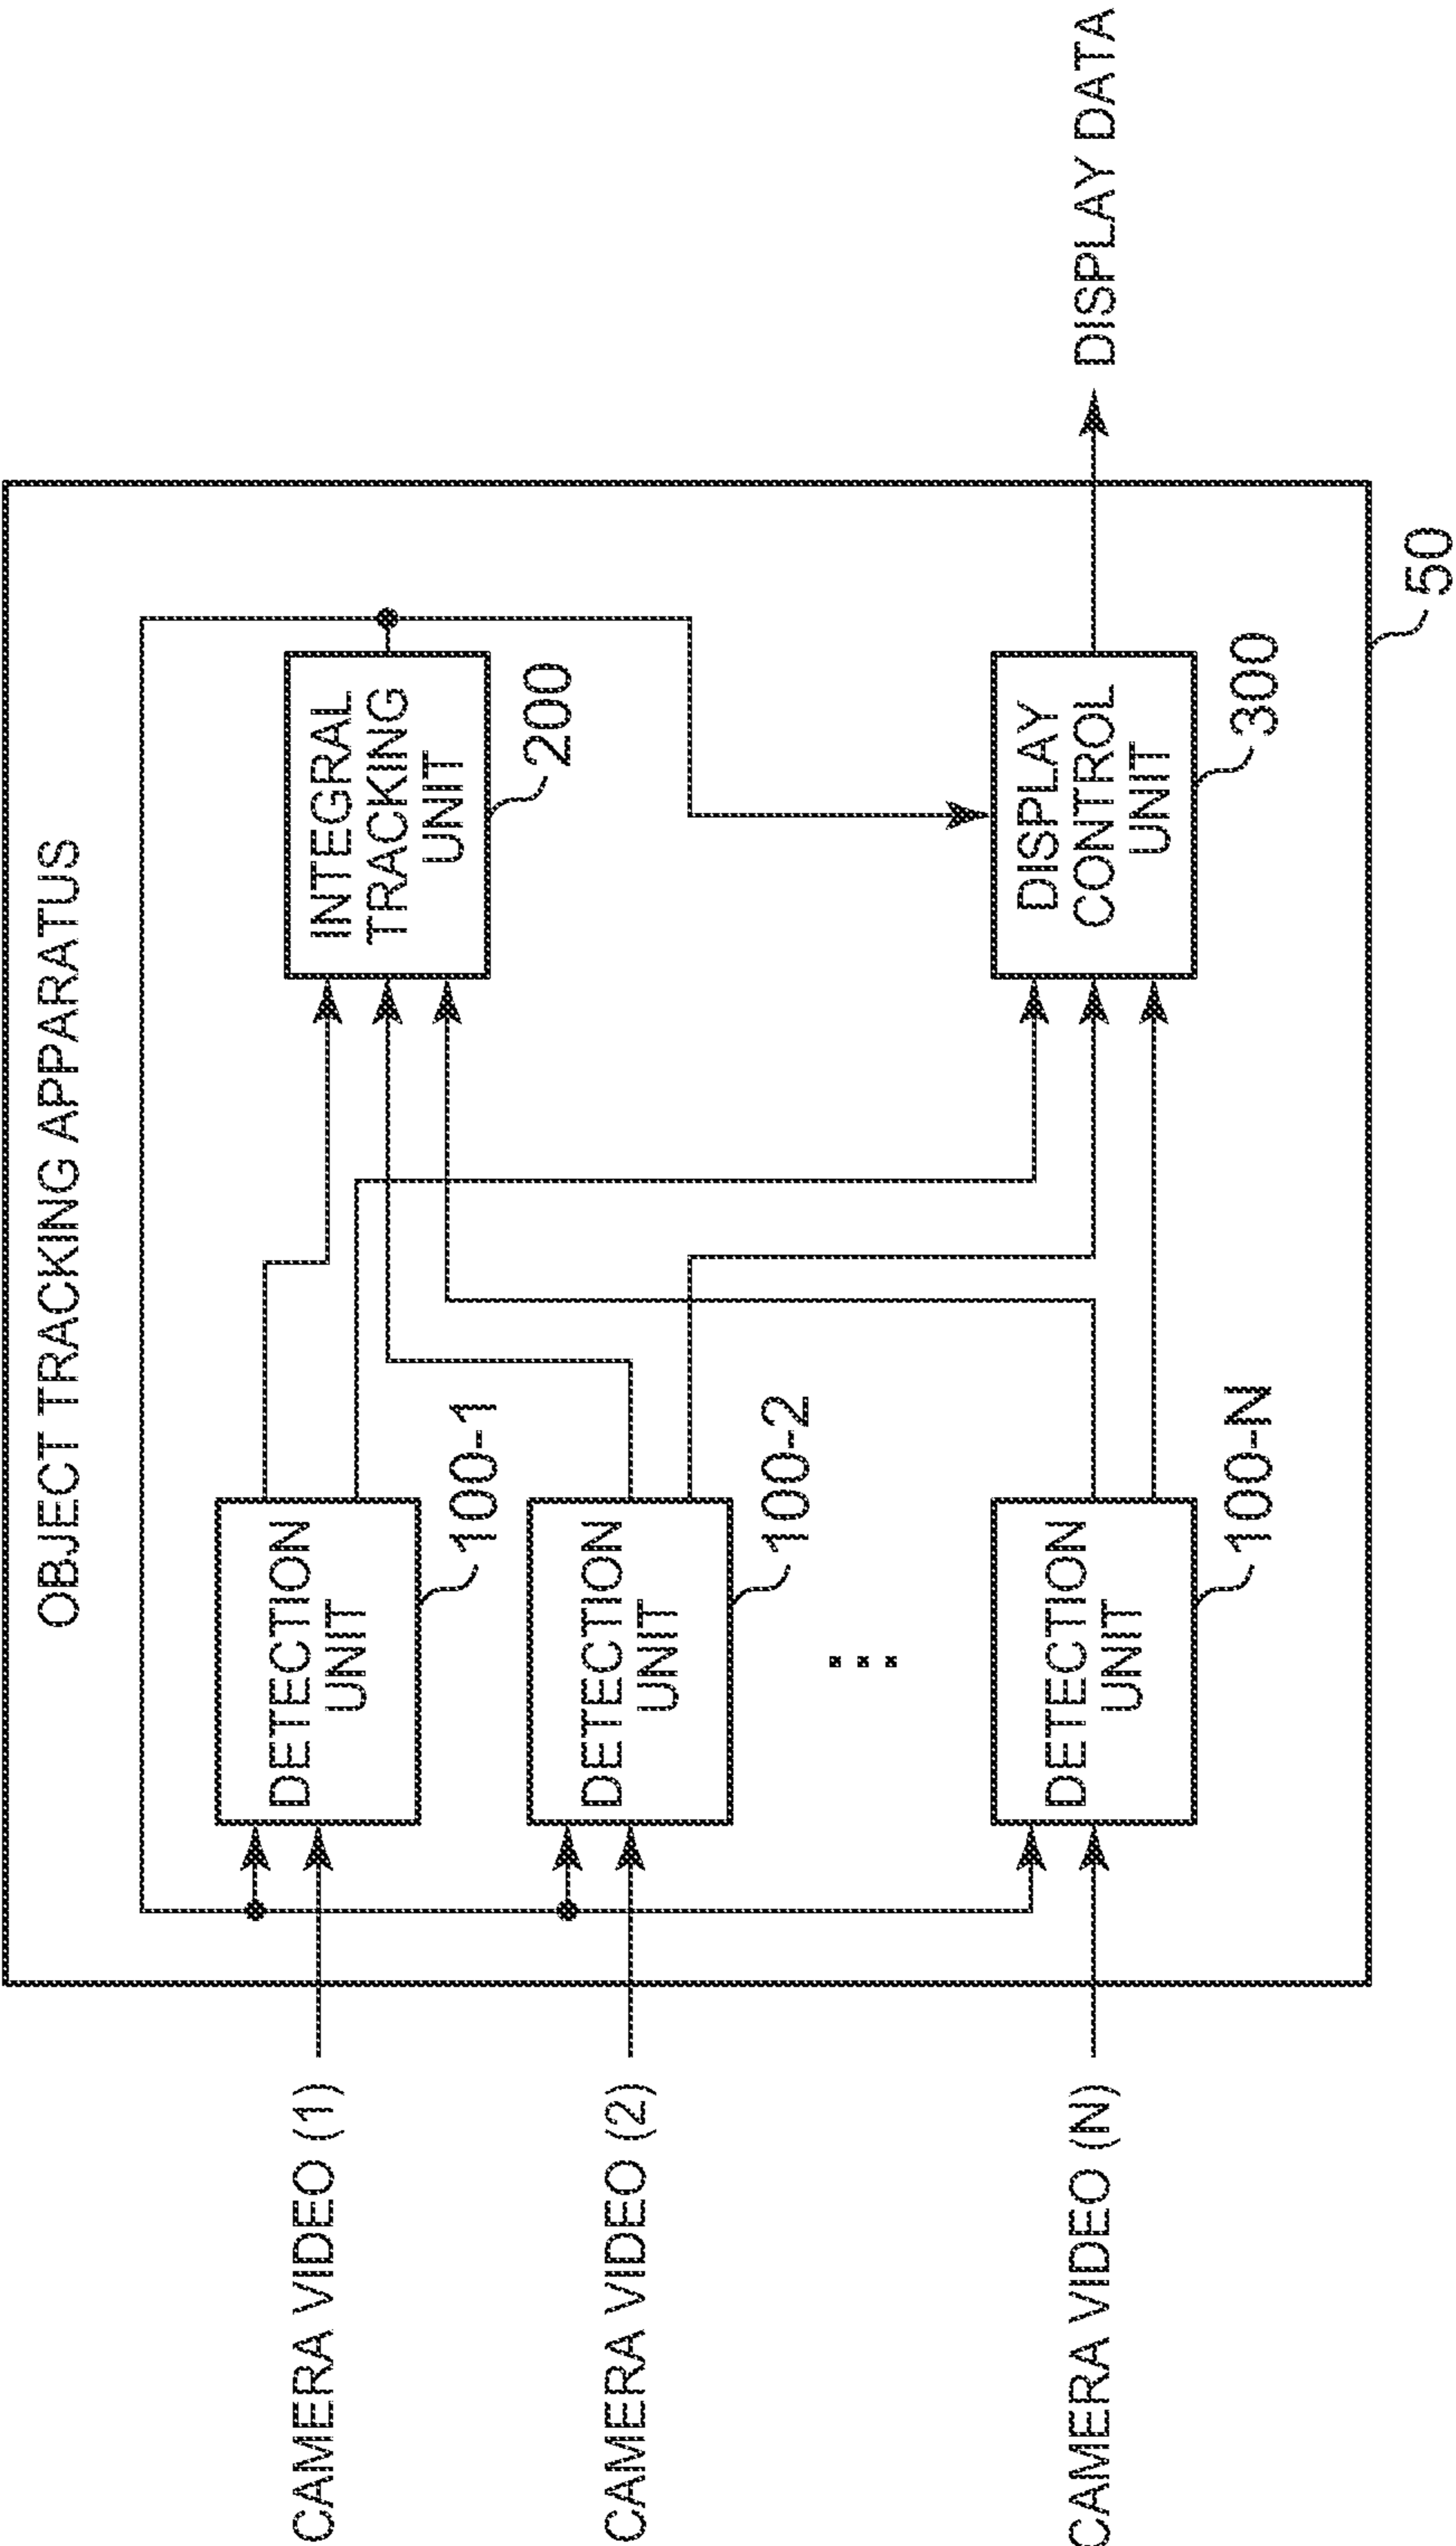 OBJECT TRACKING APPARATUS
CAMERA VIDEO (1)
DETECTION
UNIT
100-1
INTEGRAL
TRACKING
UNIT
200
CAMERA VIDEO (2)
DETECTION
UNIT
100-2
...
CAMERA VIDEO (N)
DETECTION
UNIT
100-N
DISPLAY
CONTROL
UNIT
300
DISPLAY DATA
50